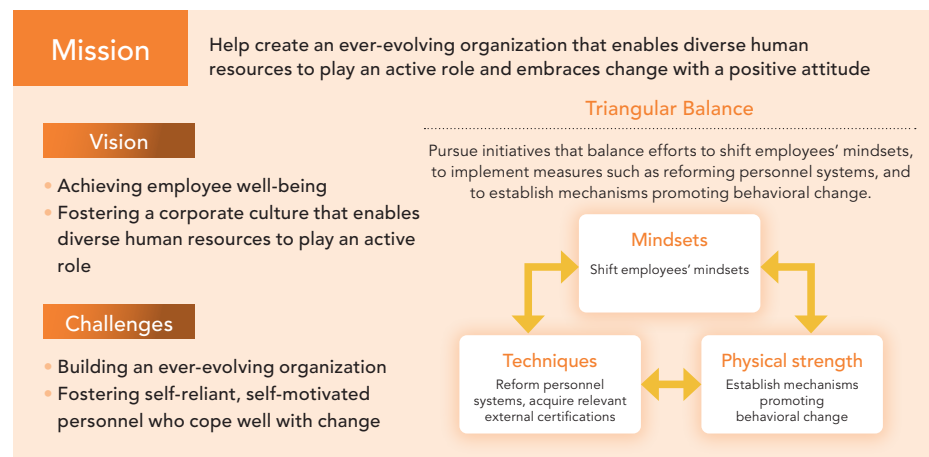 Mission
Help create an ever-evolving organization that enables diverse human
resources to play an active role and embraces change with a positive attitude
Vision
• Achieving employee well-being
• Fostering a corporate culture that enables
diverse human resources to play an active
role
Challenges
• Building an ever-evolving organization
• Fostering self-reliant, self-motivated
personnel who cope well with change
Triangular Balance
Pursue initiatives that balance efforts to shift employees’ mindsets,
to implement measures such as reforming personnel systems, and
to establish mechanisms promoting behavioral change.
Mindsets
Shift employees’ mindsets
Techniques
Reform personnel
systems, acquire relevant
external certifications
Physical strength
Establish mechanisms
promoting
behavioral change